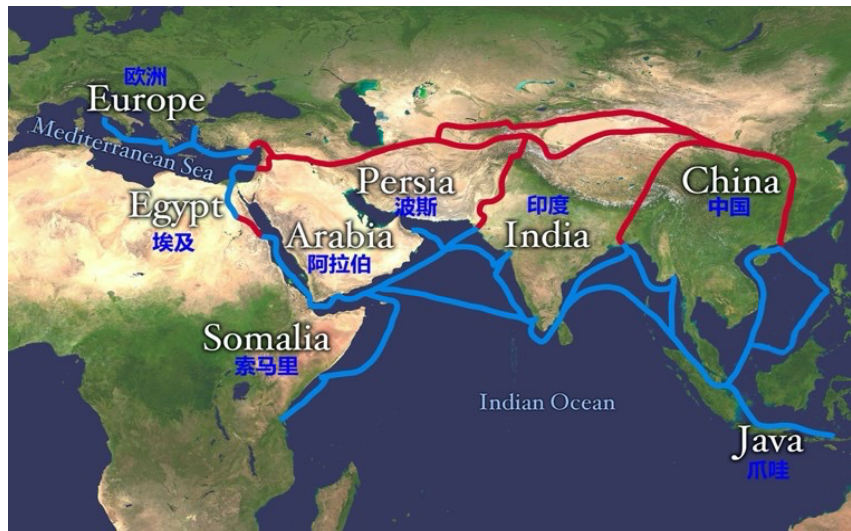 欧洲
Europe
Mediterranean Sea
Egypt
埃及
Persia
波斯
Arabia
阿拉伯
印度
India
China
中国
Somalia
索马里
Indian Ocean
Java
爪哇